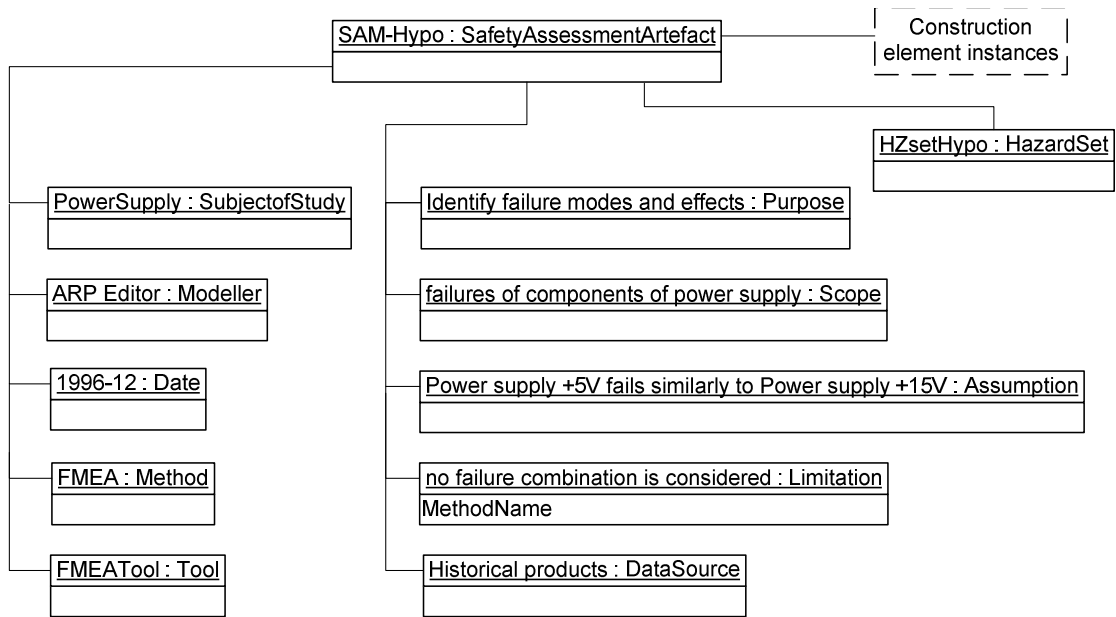 SAM-Hypo : SafetyAssessmentArtefact
Construction
element instances
HZsetHypo : HazardSet
PowerSupply : SubjectofStudy
ARP Editor : Modeller
1996-12 : Date
FMEA : Method
FMEATool : Tool
Identify failure modes and effects : Purpose
failures of components of power supply : Scope
Power supply +5V fails similarly to Power supply +15V : Assumption
no failure combination is considered : Limitation
MethodName
Historical products : DataSource